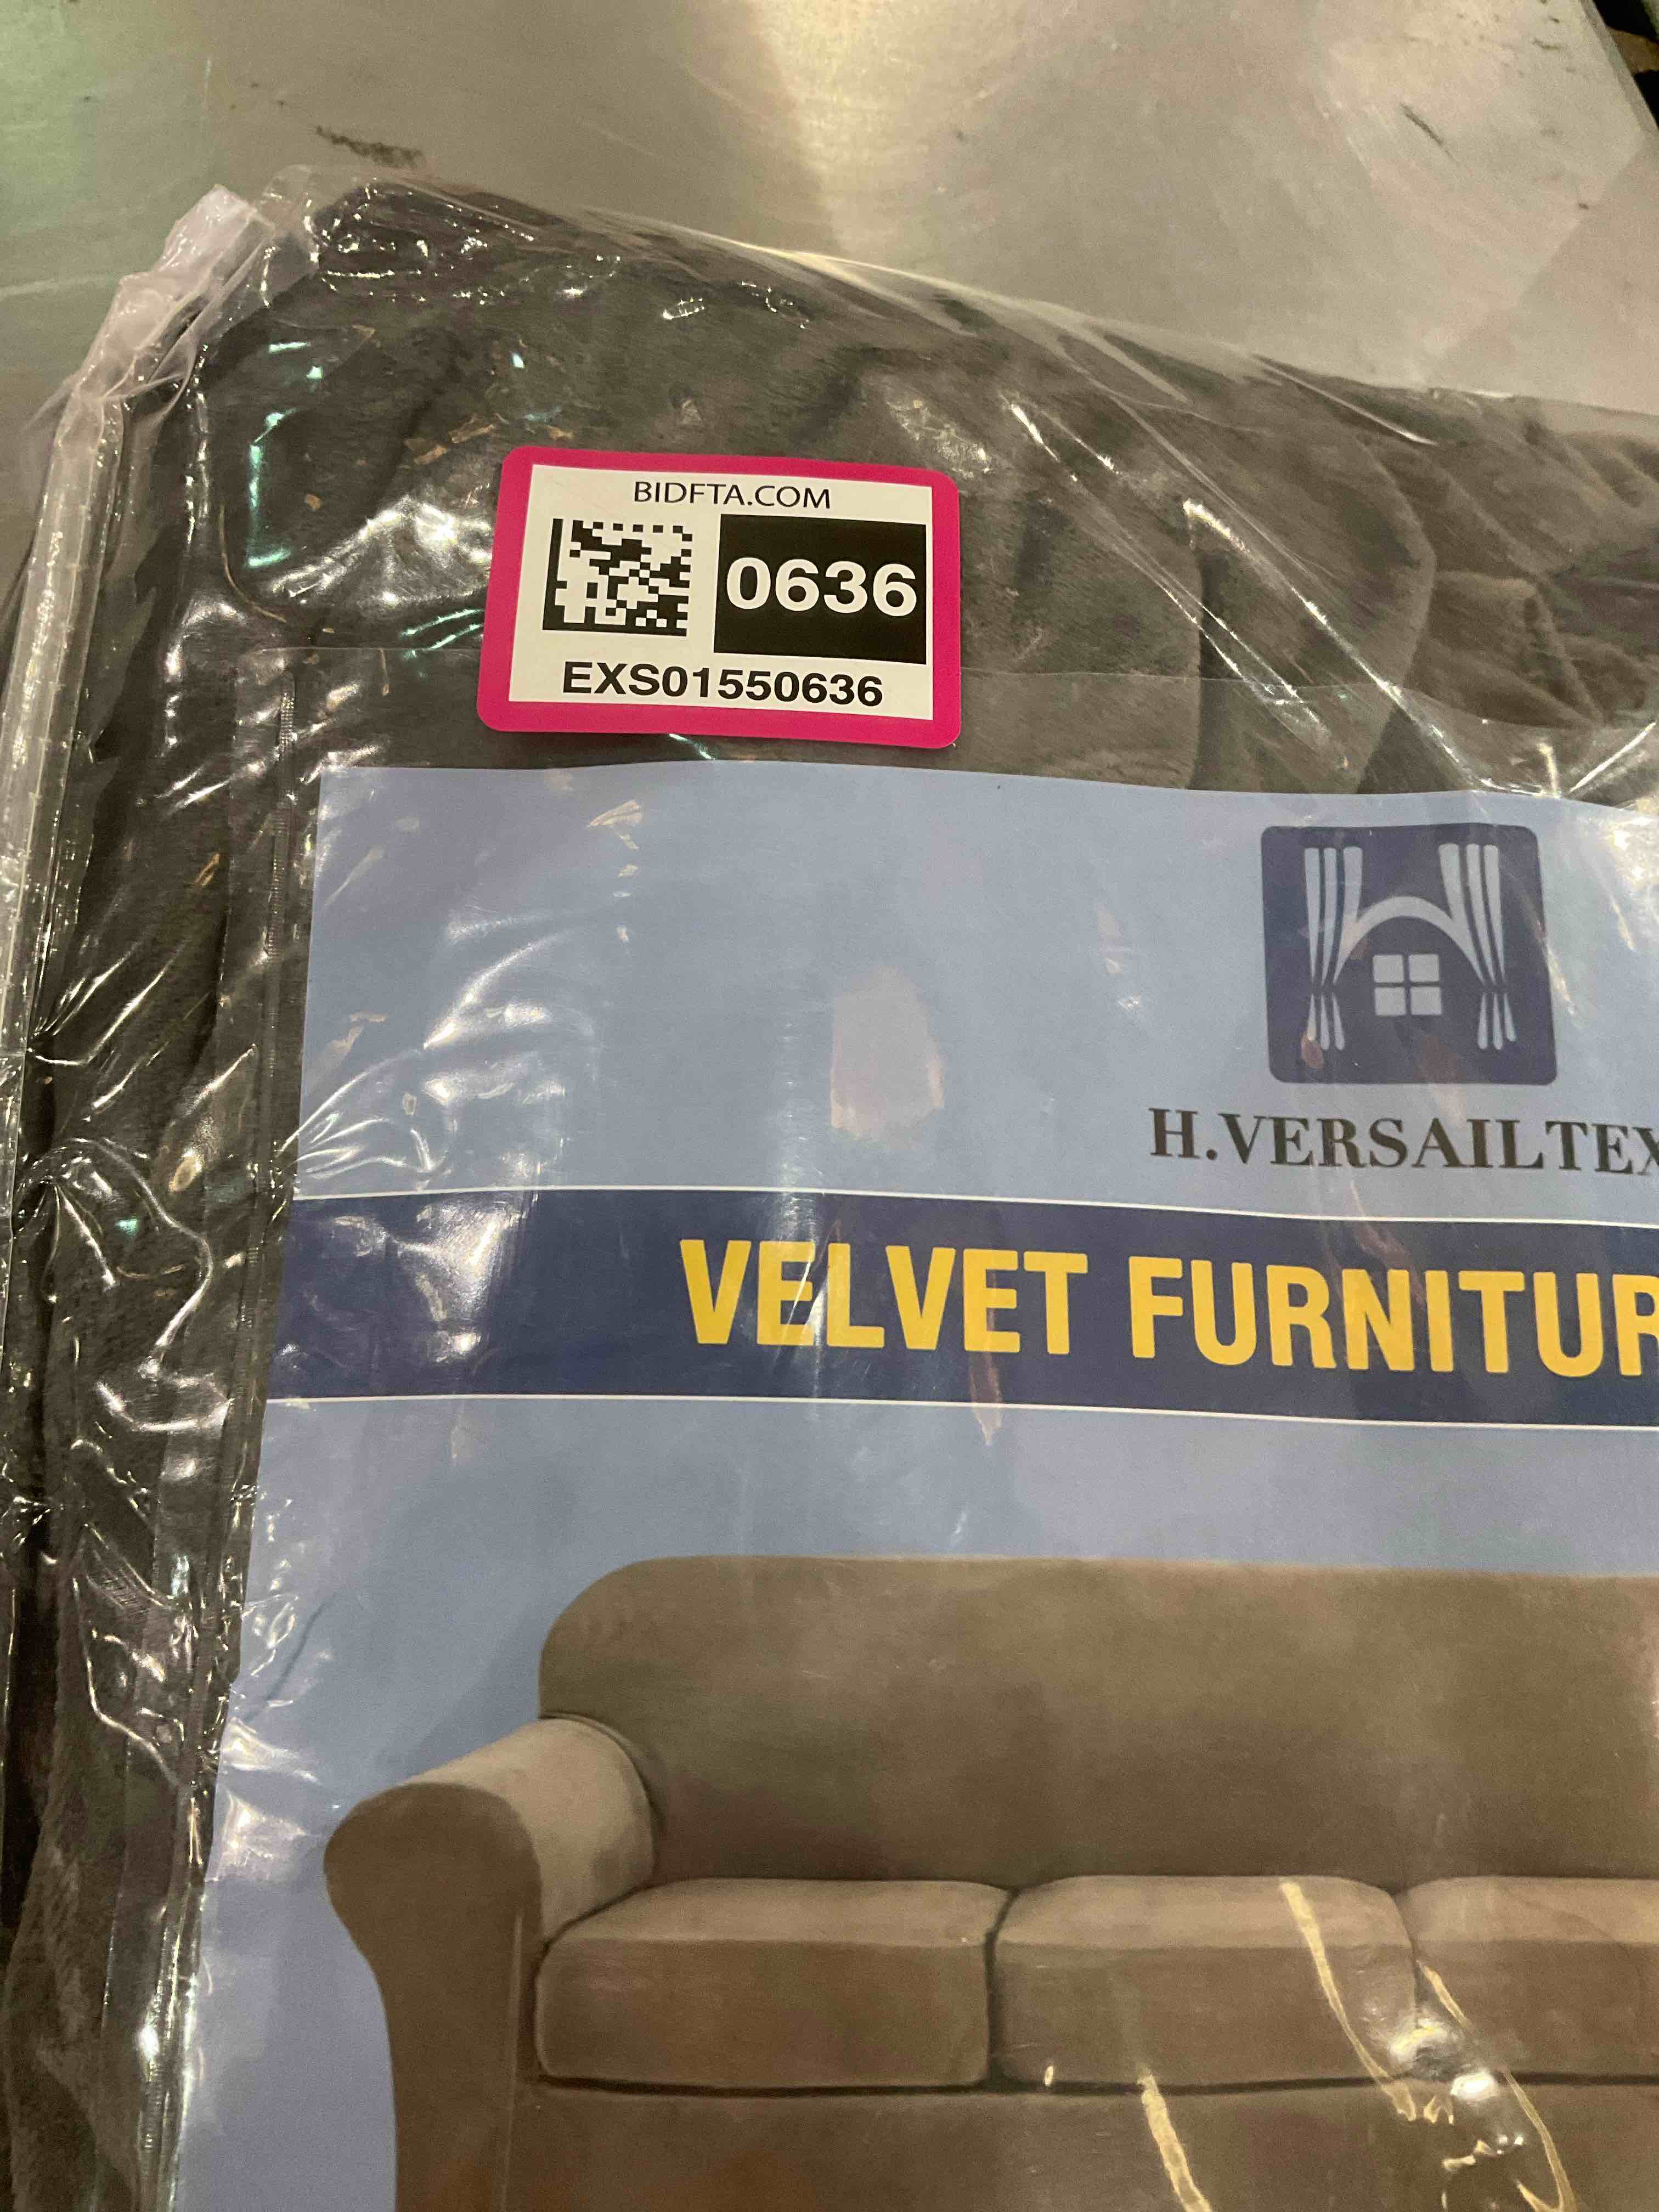 BIDFTA.COM
0636
EXS01550636
H.VERSAILTEX
VELVET FURNITUR